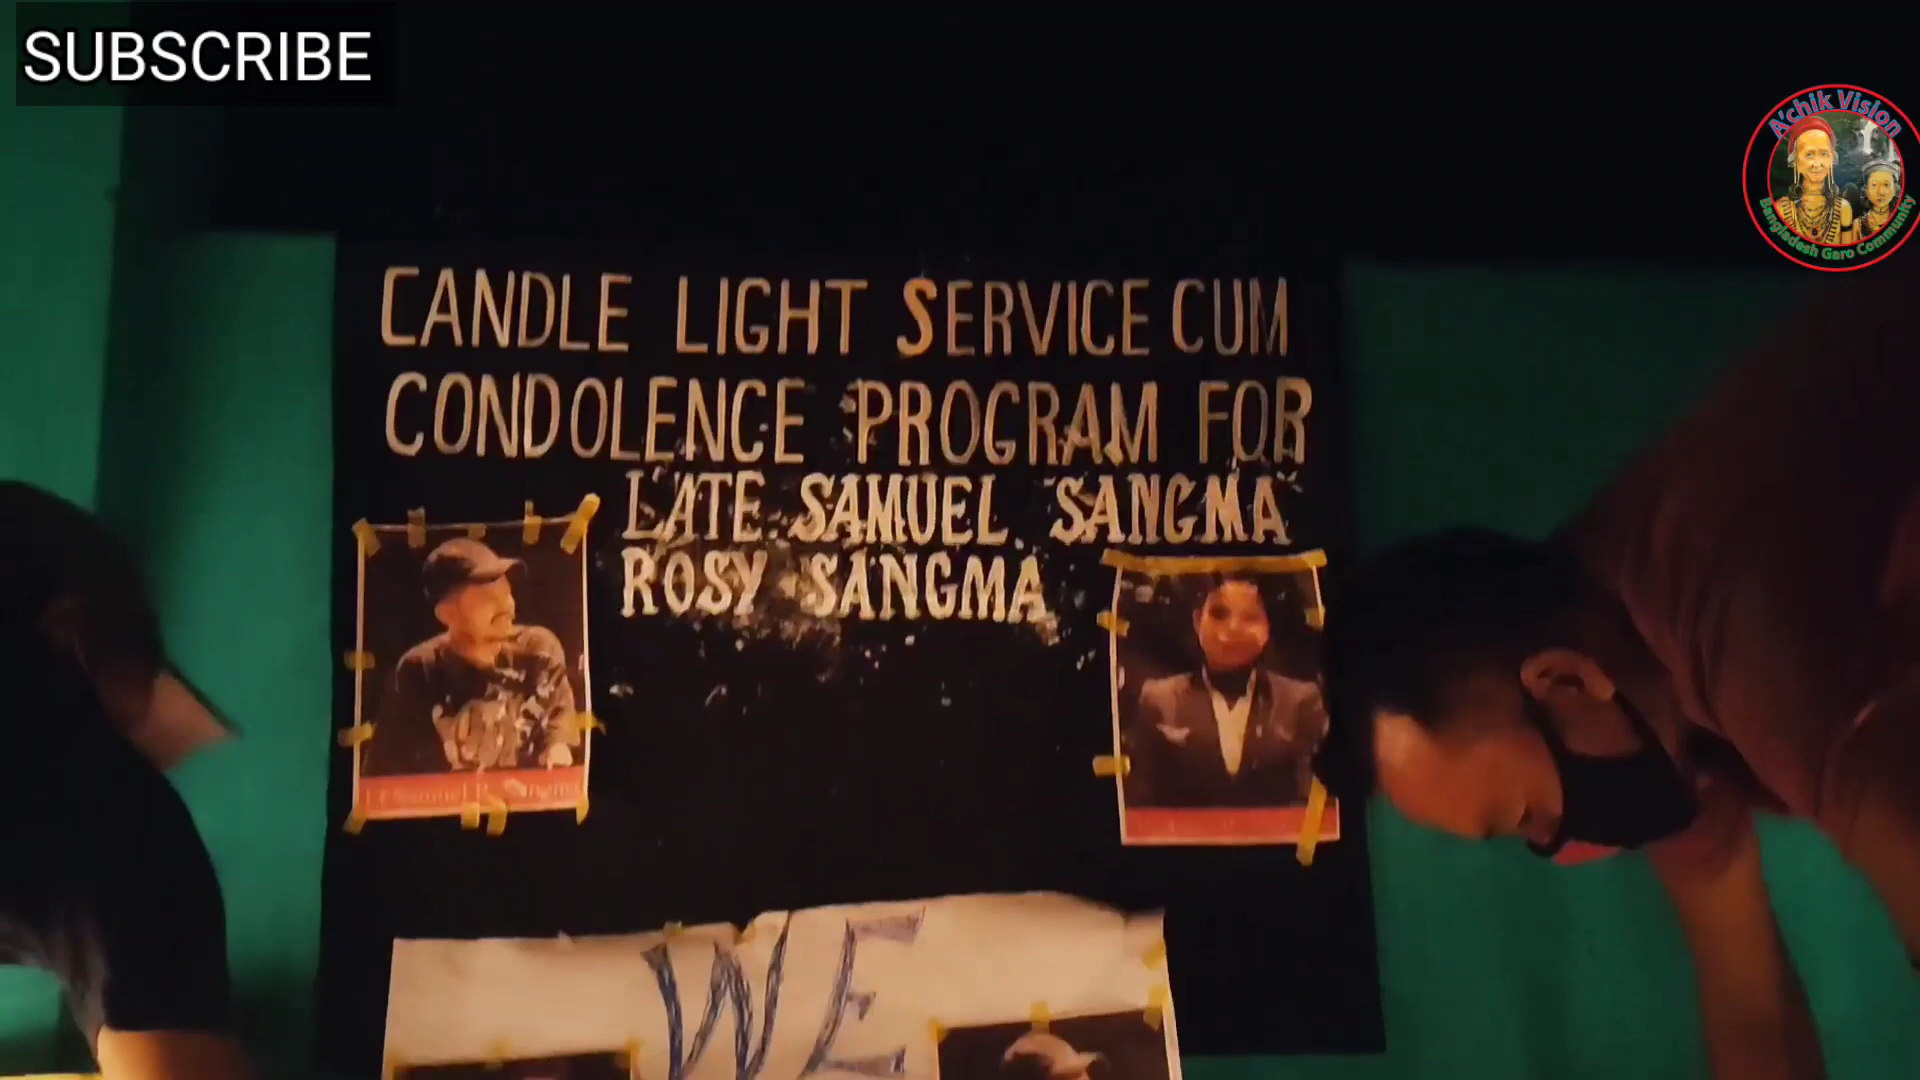 SUBSCRIBE
A'chik Vision
Bangladesh Garo Community
CANDLE LIGHT SERVICE CUM
CONDOLENCE PROGRAM FOR
LATE SAMUEL SANGMA
ROSY SANGMA
WE